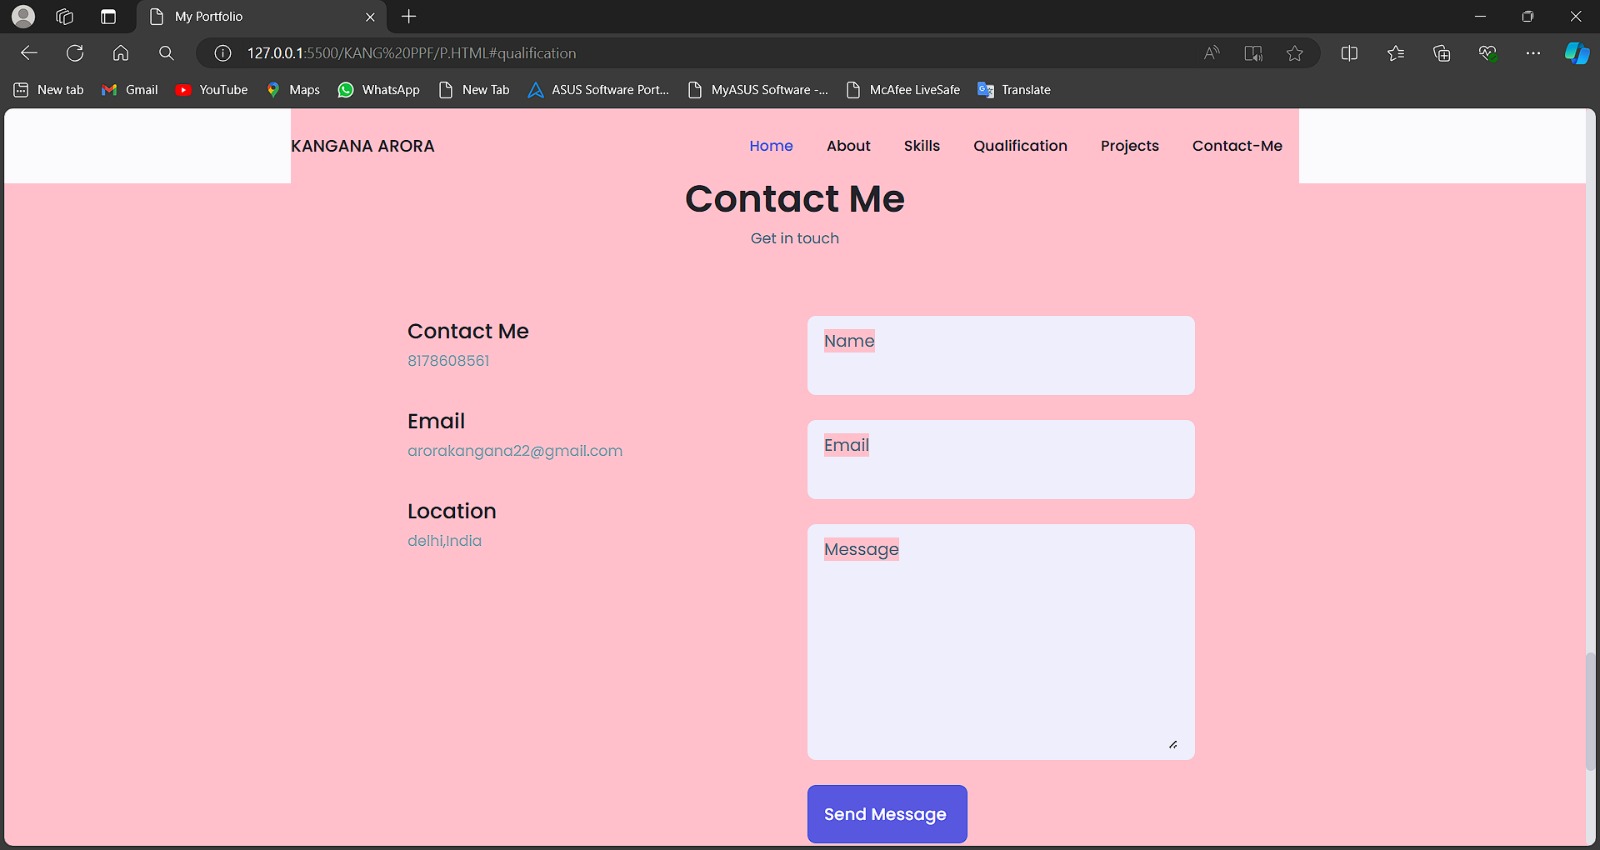 My Portfolio
127.0.0.1:5500/KANG%20PPF/P.HTML#qualification
New tab Gmail YouTube Maps WhatsApp New Tab ASUS Software Port... MyASUS Software -... McAfee LiveSafe Translate
KANGANA ARORA Home About Skills Qualification Projects Contact-Me
Contact Me
Get in touch
Contact Me
8178608561
Email
arorakangana22@gmail.com
Location
delhi,India
Name
Email
Message
Send Message